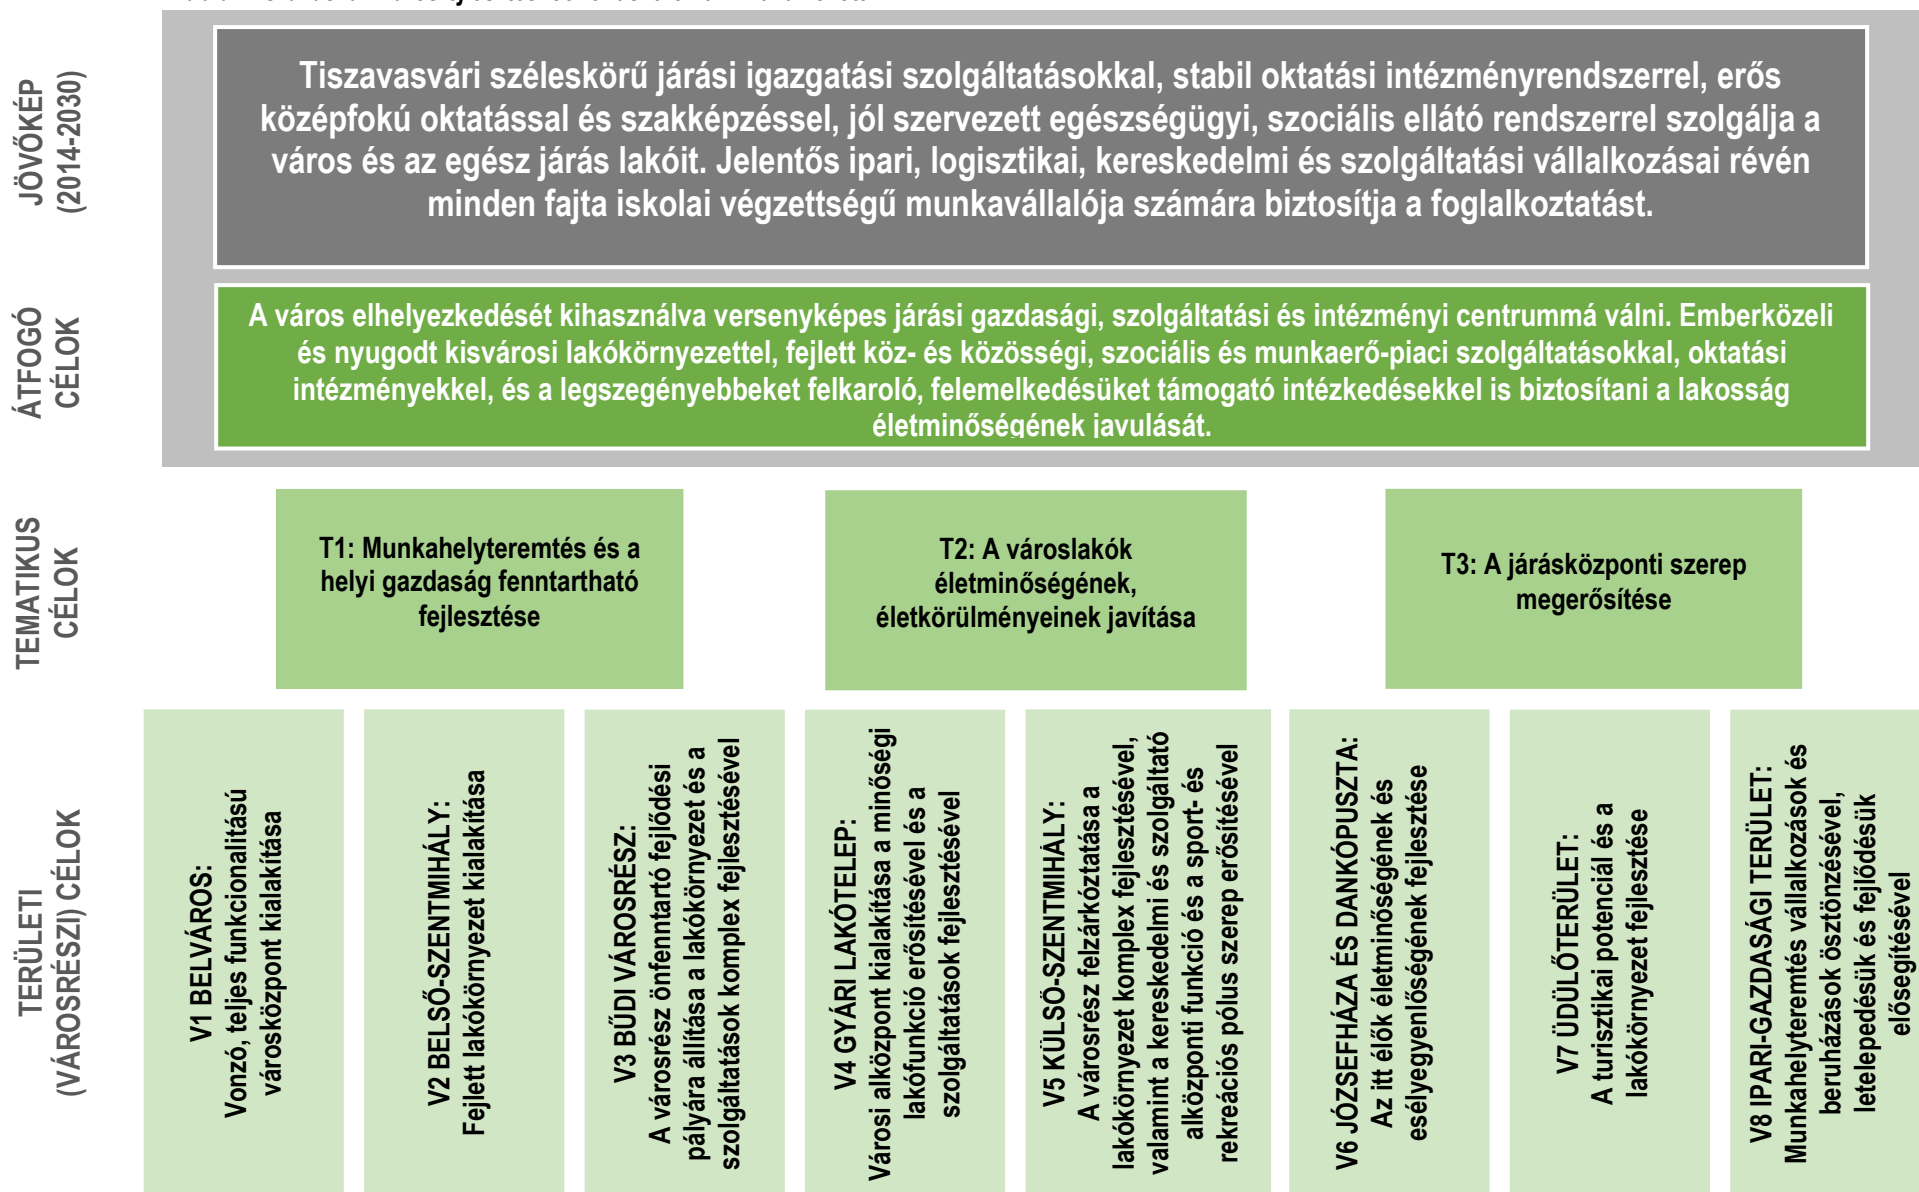 JÖVŐKÉP
(2014-2030)
Tiszavasvári széleskörű járási igazgatási szolgáltatásokkal, stabil oktatási intézményrendszerrel, erős
középfokú oktatással és szakképzéssel, jól szervezett egészségügyi, szociális ellátó rendszerrel szolgálja a
város és az egész járás lakóit. Jelentős ipari, logisztikai, kereskedelmi és szolgáltatási vállalkozásai révén
minden fajta iskolai végzettségű munkavállalója számára biztosítja a foglalkoztatást.
ÁTFOGÓ
CÉLOK
A város elhelyezkedését kihasználva versenyképes járási gazdasági, szolgáltatási és intézményi centrummá válni. Emberközeli
és nyugodt kisvárosi lakókörnyezettel, fejlett köz- és közösségi, szociális és munkaerő-piaci szolgáltatásokkal, oktatási
intézményekkel, és a legszegényebbeket felkaroló, felemelkedésüket támogató intézkedésekkel is biztosítani a lakosság
életminőségének javulását.
TEMATIKUS
CÉLOK
T1: Munkahelyteremtés és a
helyi gazdaság fenntartható
fejlesztése
T2: A városlakók
életminőségének,
életkörülményeinek javítása
T3: A járásközponti szerep
megerősítése
TERÜLETI
(VÁROSRÉSZI) CÉLOK
V1 BELVÁROS:
Vonzó, teljes funkcionalitású
városközpont kialakítása
V2 BELSŐ-SZENTMIHÁLY:
Fejlett lakókörnyezet kialakítása
V3 BŰDI VÁROSRÉSZ:
A városrész önfenntartó fejlődési
pályára állítása a lakókörnyezet és a
szolgáltatások komplex fejlesztésével
V4 GYÁRI LAKÓTELEP:
Városi alközpont kialakítása a minőségi
lakófunkció erősítésével és a
szolgáltatások fejlesztésével
V5 KÜLSŐ-SZENTMIHÁLY:
A városrész felzárkóztatása a
lakókörnyezet komplex fejlesztésével,
valamint a kereskedelmi és szolgáltató
alközponti funkció és a sport- és
rekreációs pólus szerep erősítésével
V6 JÓZSEFHÁZA ÉS DANKÓPUSZTA:
Az itt élők életminőségének és
esélyegyenlőségének fejlesztése
V7 ÜDÜLŐTERÜLET:
A turisztikai potenciál és a
lakókörnyezet fejlesztése
V8 IPARI-GAZDASÁGI TERÜLET:
Munkahelyteremtés vállalkozások és
beruházások ösztönzésével,
letelepedésük és fejlődésük
elősegítésével